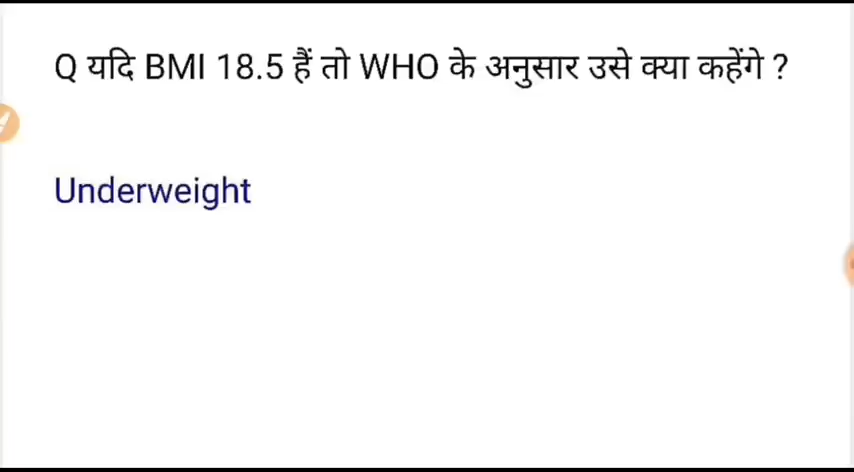 Q यदि BMI 18.5 हैं तो WHO के अनुसार उसे क्या कहेंगे ?
Underweight